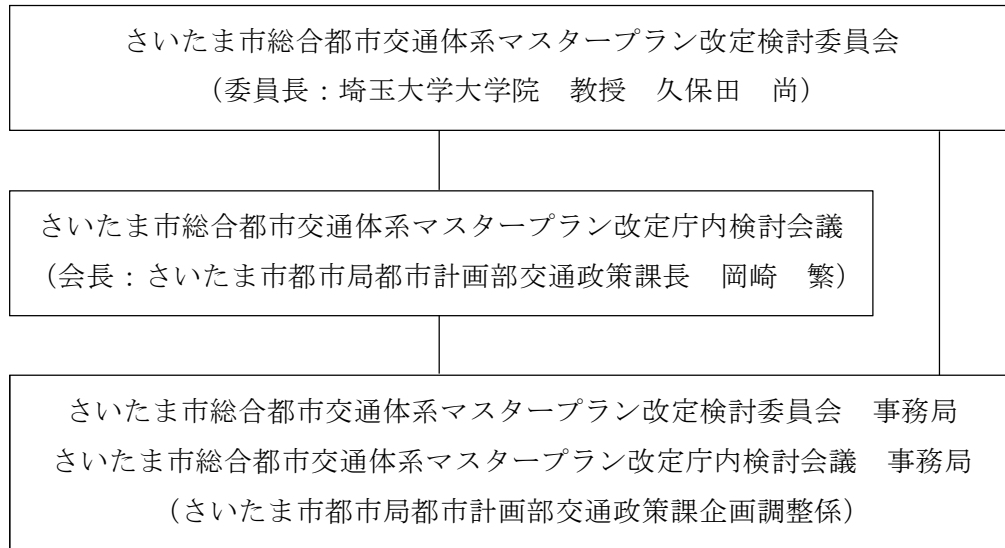 さいたま市総合都市交通体系マスタープラン改定検討委員会
（委員長：埼玉大学大学院　教授　久保田　尚）
さいたま市総合都市交通体系マスタープラン改定庁内検討会議
（会長：さいたま市都市局都市計画部交通政策課長　岡崎　繁）
さいたま市総合都市交通体系マスタープラン改定検討委員会　事務局
さいたま市総合都市交通体系マスタープラン改定庁内検討会議　事務局
（さいたま市都市局都市計画部交通政策課企画調整係）